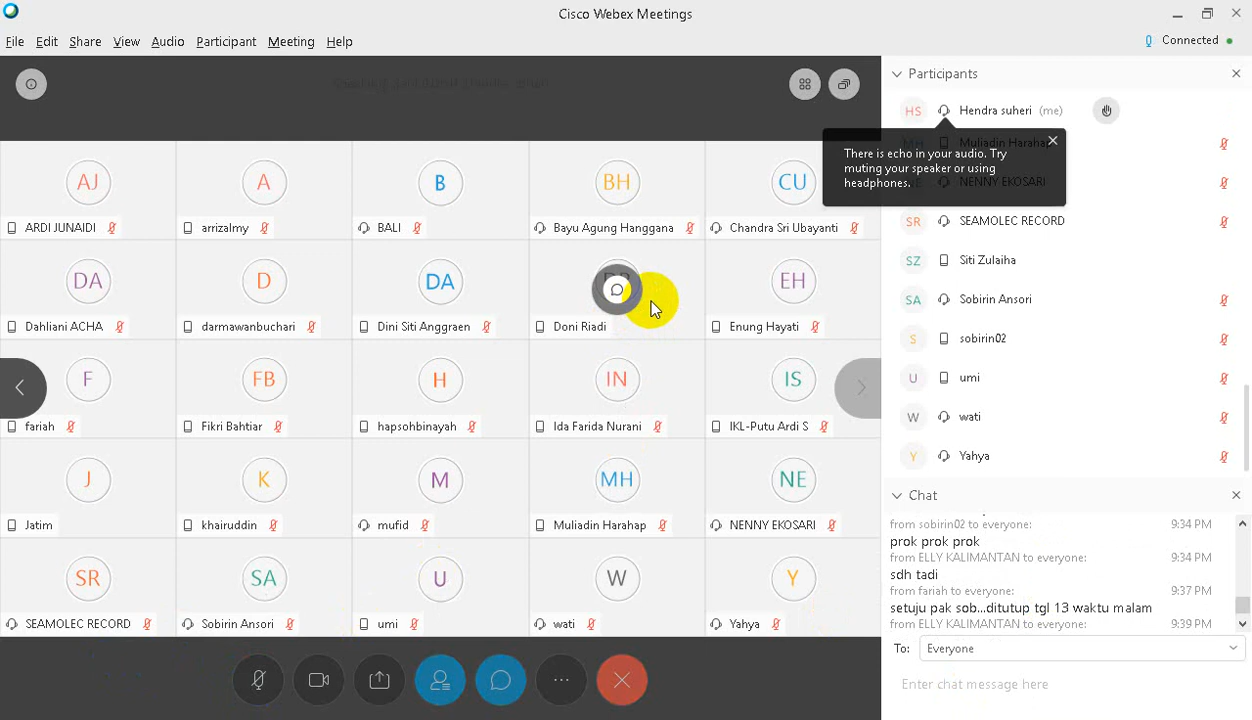 Cisco Webex Meetings
File Edit Share View Audio Participant Meeting Help
Connected
Participants
HS Hendra suheri (me)
Muliadin Harahap
There is echo in your audio. Try
muting your speaker or using
headphones.
NENNY EKOSARI
SR SEAMOLEC RECORD
SZ Siti Zulaiha
SA Sobirin Ansori
S sobirin02
U umi
W wati
Y Yahya
AJ A B BH CU
ARDI JUNAIDI arrizalmy BALI Bayu Agung Hanggana Chandra Sri Ubayanti
DA D DA EH
Dahliani ACHA darmawanbuchari Dini Siti Anggraen Doni Riadi Enung Hayati
F FB H IN IS
fariah Fikri Bahtiar hapsohbinayah Ida Farida Nurani IKL-Putu Ardi S
J K M MH NE
Jatim khairuddin mufid Muliadin Harahap NENNY EKOSARI
SR SA U W Y
SEAMOLEC RECORD Sobirin Ansori umi wati Yahya
Chat
from sobirin02 to everyone: 9:34 PM
prok prok prok
from ELLY KALIMANTAN to everyone: 9:34 PM
sdh tadi
from fariah to everyone: 9:37 PM
setuju pak sob...ditutup tgl 13 waktu malam
from ELLY KALIMANTAN to everyone: 9:39 PM
To: Everyone
Enter chat message here